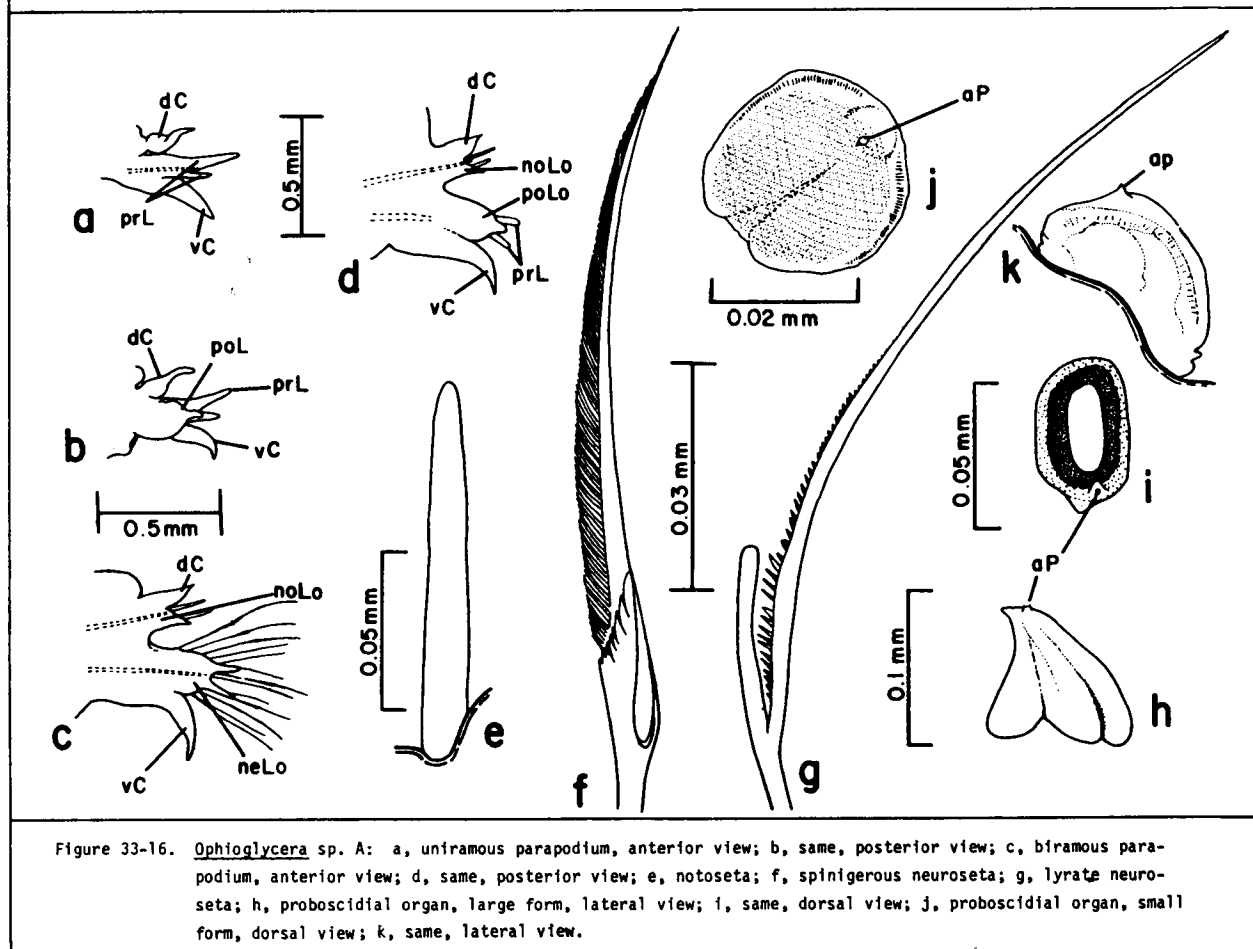 dC
prL
vC
a
0.5 mm
dC
noLo
poLo
prL
vC
d
dC
poL
prL
vC
b
0.5 mm
dC
noLo
vC
neLo
c
0.05 mm
e
f
0.03 mm
g
aP
j
0.02 mm
ap
k
0.05 mm
i
aP
0.1 mm
h
Figure 33-16. Ophioglycera sp. A: a, uniramous parapodium, anterior view; b, same, posterior view; c, biramous para-
podium, anterior view; d, same, posterior view; e, notoseta; f, spinigerous neuroseta; g, lyrate neuro-
seta; h, proboscidial organ, large form, lateral view; i, same, dorsal view; j, proboscidial organ, small
form, dorsal view; k, same, lateral view.